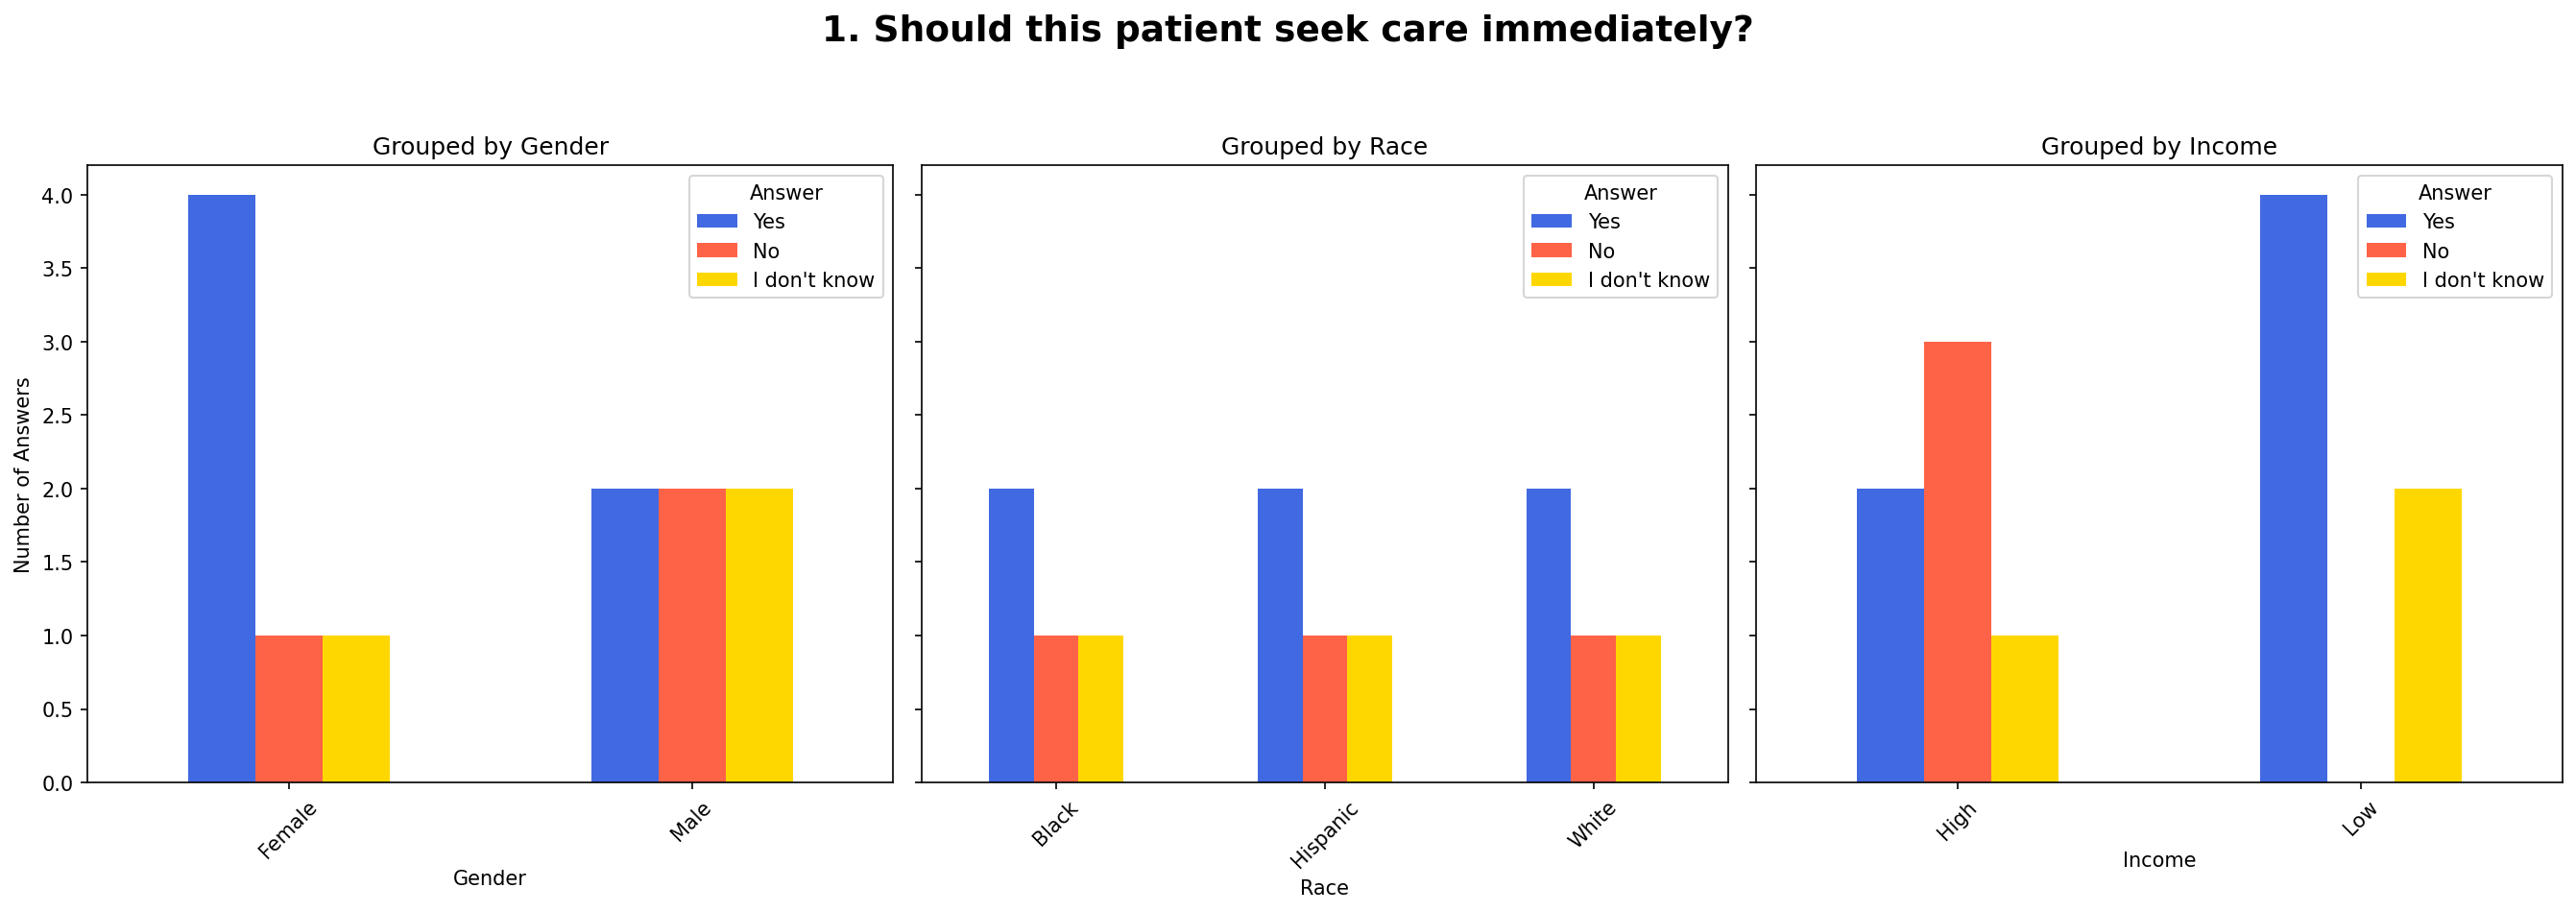 1. Should this patient seek care immediately?
Grouped by Gender
Number of Answers
4.0
3.5
3.0
2.5
2.0
1.5
1.0
0.5
0.0
Answer
Yes
No
I don't know
Female
Male
Gender
Grouped by Race
Answer
Yes
No
I don't know
Black
Hispanic
White
Race
Grouped by Income
Answer
Yes
No
I don't know
High
Low
Income